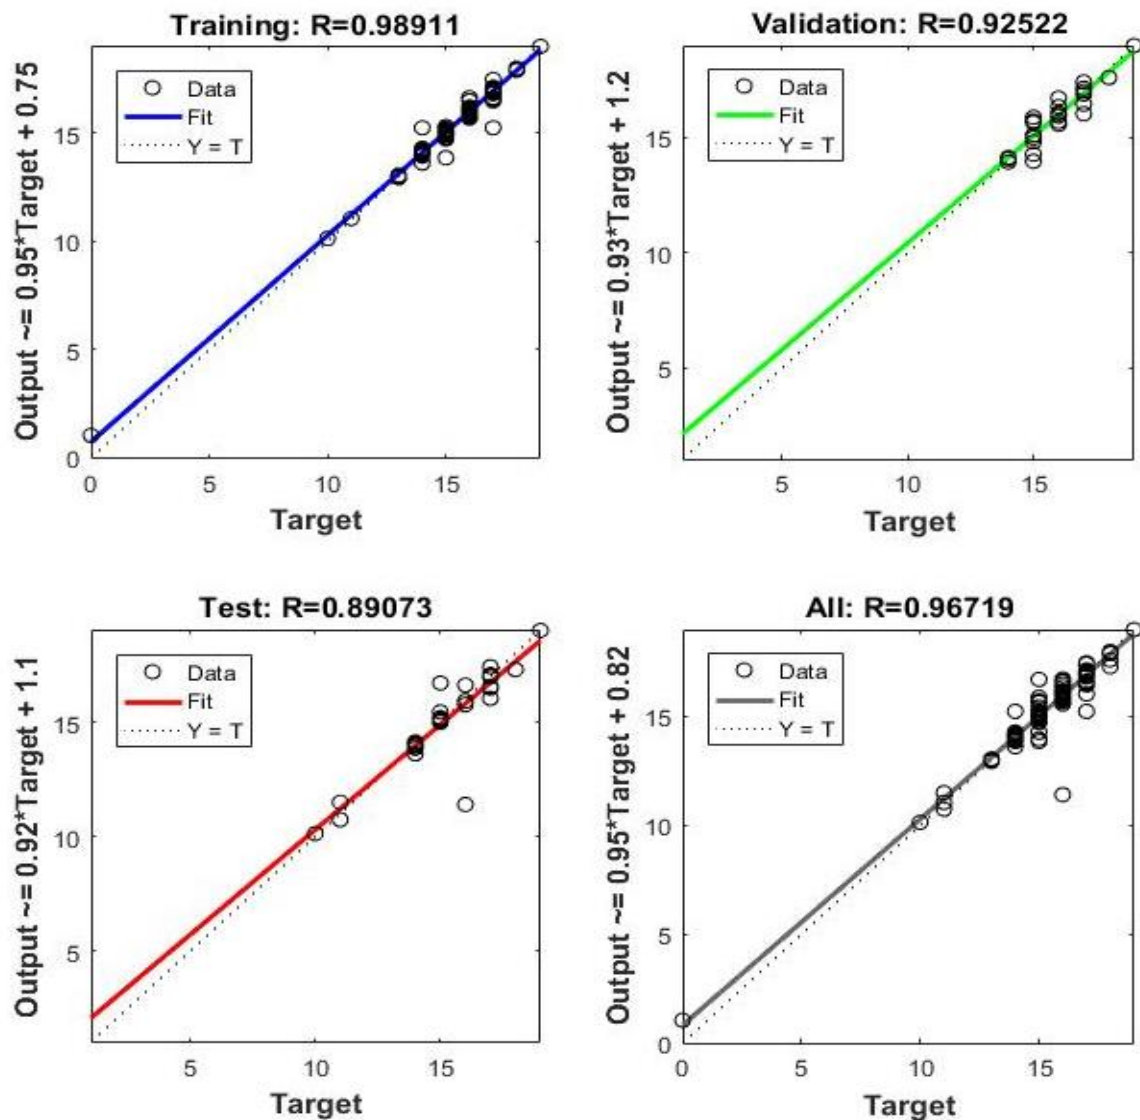 Training: R=0.98911
Output ~= 0.95*Target + 0.75
Data
Fit
Y = T
15
10
5
0
0
5
10
15
Target
Validation: R=0.92522
Output ~= 0.93*Target + 1.2
Data
Fit
Y = T
15
10
5
5
10
15
Target
Test: R=0.89073
Output ~= 0.92*Target + 1.1
Data
Fit
Y = T
15
10
5
5
10
15
Target
All: R=0.96719
Output ~= 0.95*Target + 0.82
Data
Fit
Y = T
15
10
5
0
0
5
10
15
Target